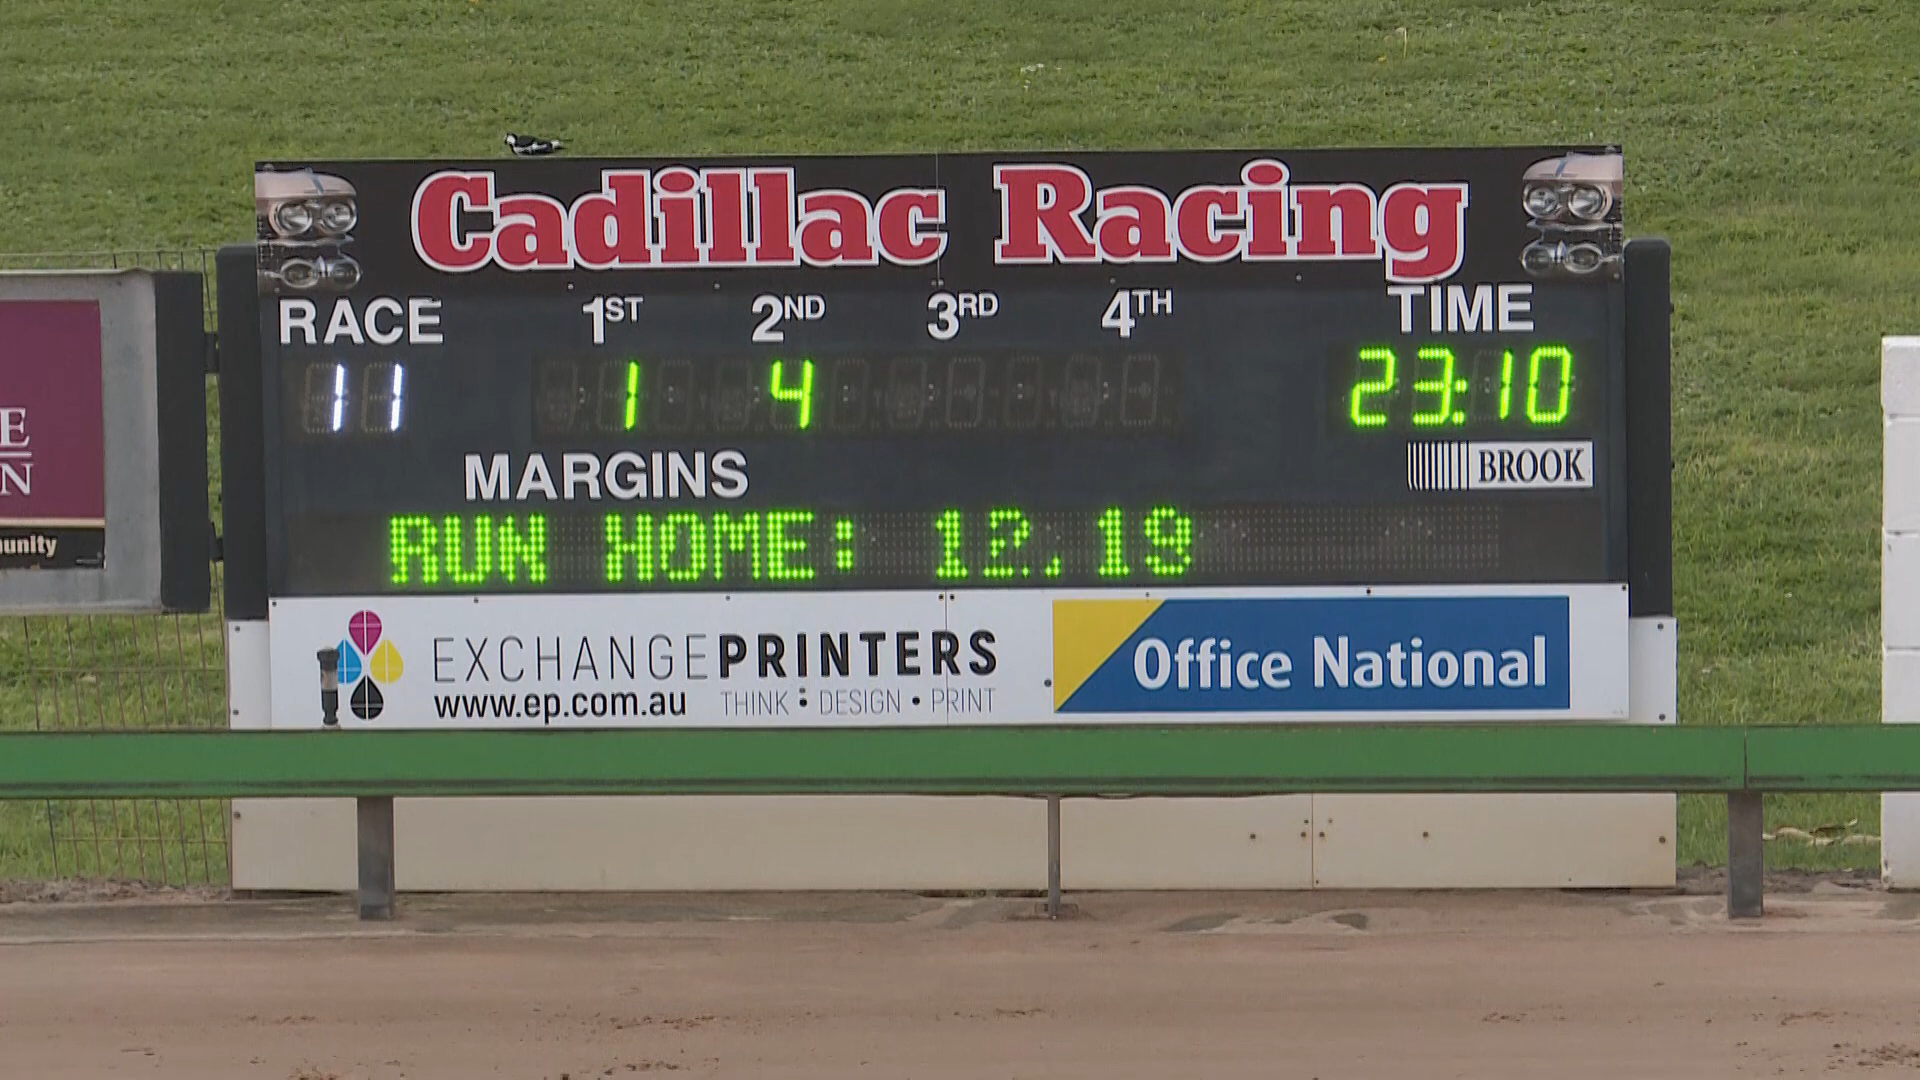 Cadillac Racing
RACE 1ST 2ND 3RD 4TH TIME
11 1 4 23:10
MARGINS
BROOK
RUN HOME: 12.19
E
N
unity
EXCHANGEPRINTERS
www.ep.com.au THINK • DESIGN • PRINT
Office National